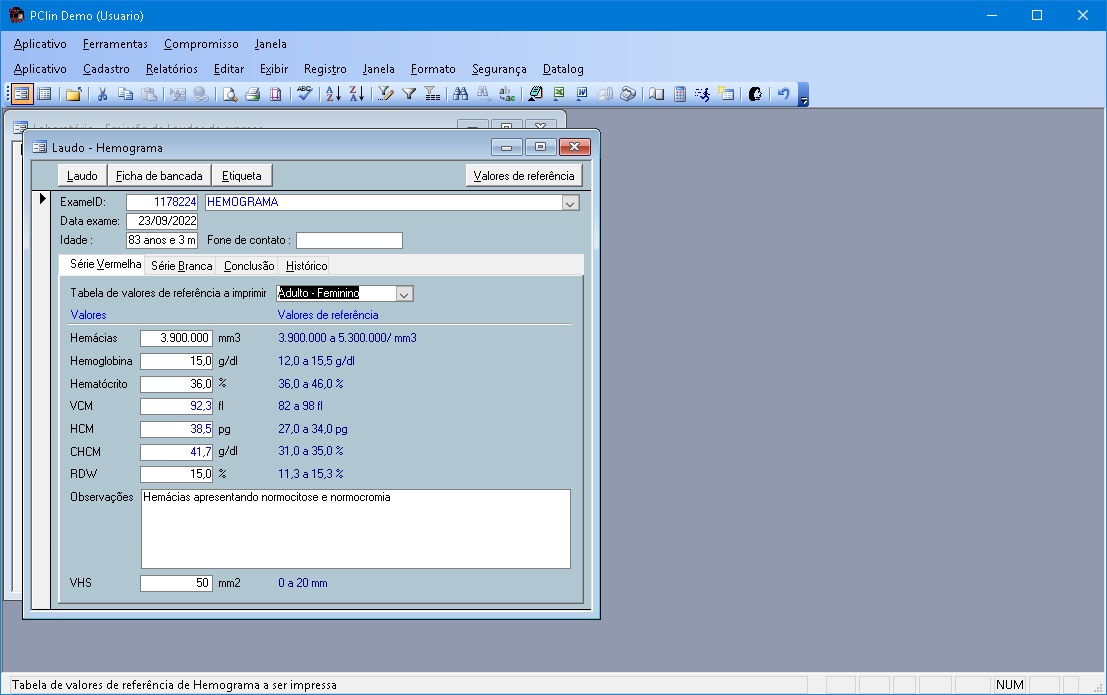 PClin Demo (Usuario)
Aplicativo Ferramentas Compromisso Janela
Aplicativo Cadastro Relatórios Editar Exibir Registro Janela Formato Segurança Datalog
Laudo - Hemograma
Laudo Ficha de bancada Etiqueta Valores de referência
ExameID: 1178224 HEMOGRAMA
Data exame: 23/09/2022
Idade : 83 anos e 3 m Fone de contato :
Série Vermelha Série Branca Conclusão Histórico
Tabela de valores de referência a imprimir Adulto - Feminino
Valores Valores de referência
Hemácias 3.900.000 mm3 3.900.000 a 5.300.000/ mm3
Hemoglobina 15,0 g/dl 12,0 a 15,5 g/dl
Hematócrito 36,0 % 36,0 a 46,0 %
VCM 92,3 fl 82 a 98 fl
HCM 38,5 pg 27,0 a 34,0 pg
CHCM 41,7 g/dl 31,0 a 35,0 %
RDW 15,0 % 11,3 a 15,3 %
Observações Hemácias apresentando normocitose e normocromia
VHS 50 mm2 0 a 20 mm
Tabela de valores de referência de Hemograma a ser impressa NUM